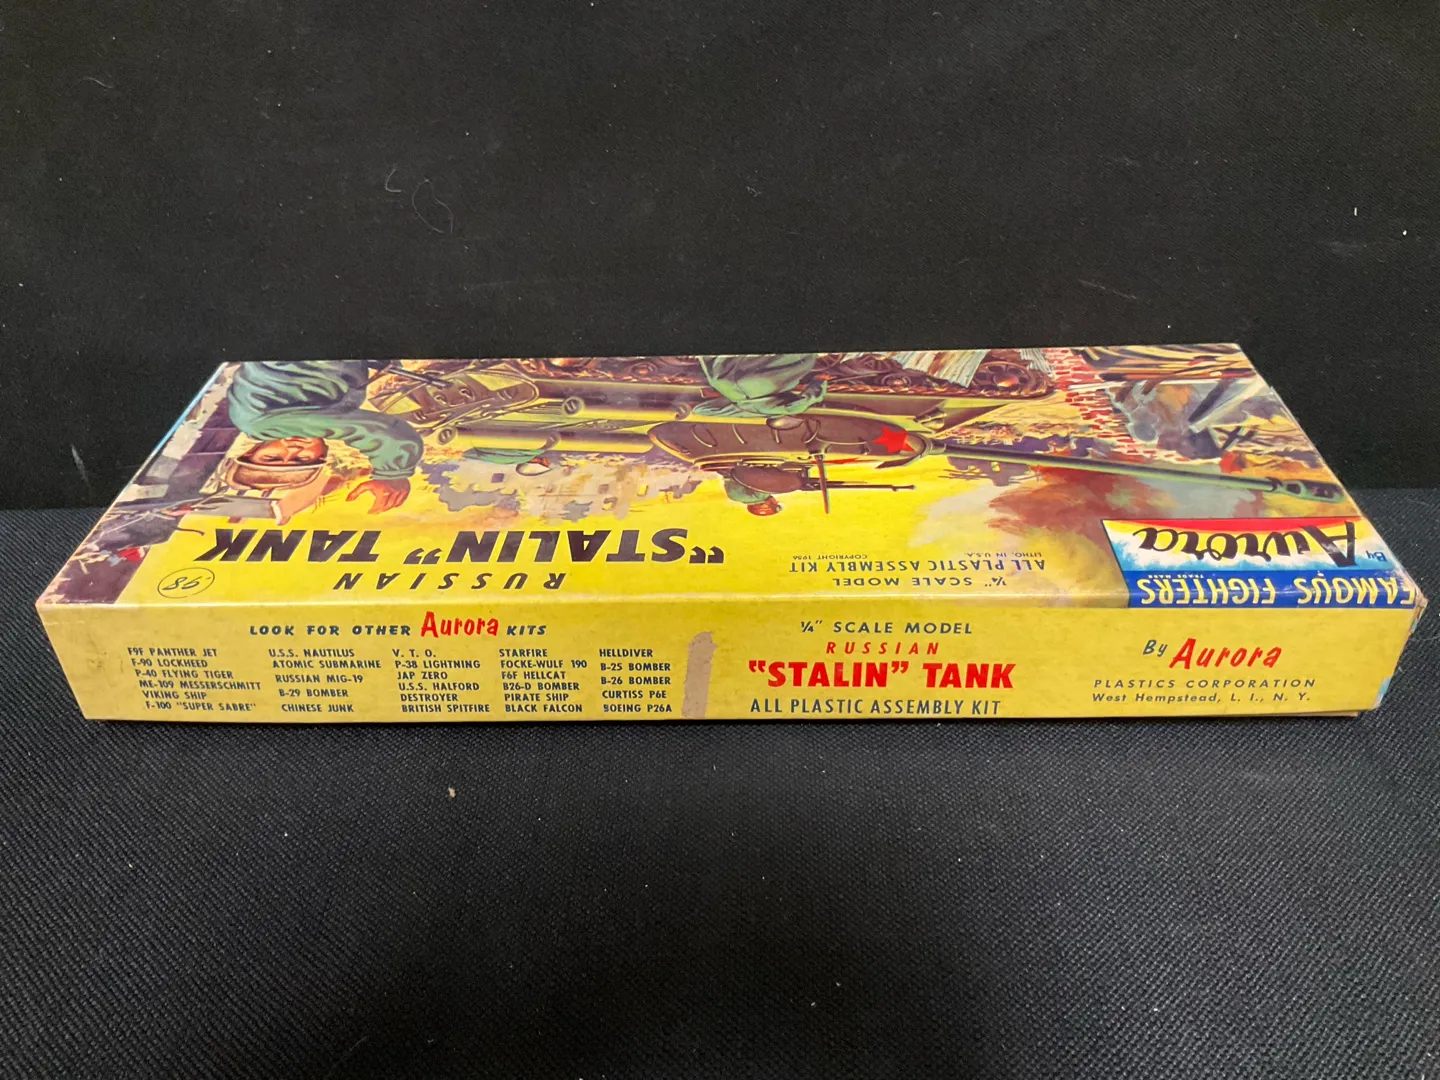 FAMOUS FIGHTERS
TRADE MARK
By Aurora
¼" SCALE MODEL
ALL PLASTIC ASSEMBLY KIT
LITHO. IN U.S.A. COPYRIGHT 1956
RUSSIAN
"STALIN" TANK
.98
LOOK FOR OTHER Aurora KITS
F9F PANTHER JET
F-90 LOCKHEED
P-40 FLYING TIGER
ME-109 MESSERSCHMITT
VIKING SHIP
F-100 "SUPER SABRE"
U.S.S. NAUTILUS
ATOMIC SUBMARINE
RUSSIAN MIG-19
B-29 BOMBER
CHINESE JUNK
V. T. O.
P-38 LIGHTNING
JAP ZERO
U.S.S. HALFORD
DESTROYER
BRITISH SPITFIRE
STARFIRE
FOCKE-WULF 190
F6F HELLCAT
B26-D BOMBER
PIRATE SHIP
BLACK FALCON
HELLDIVER
B-25 BOMBER
B-26 BOMBER
CURTISS P6E
BOEING P26A
¼" SCALE MODEL
RUSSIAN
"STALIN" TANK
ALL PLASTIC ASSEMBLY KIT
By Aurora
PLASTICS CORPORATION
West Hempstead, L. I., N. Y.